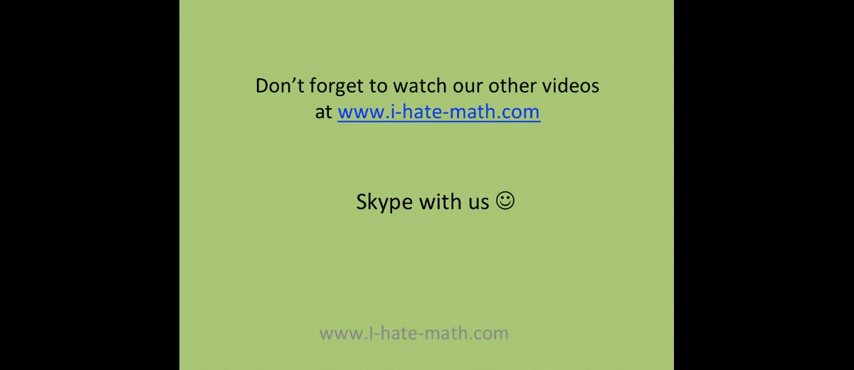 Don’t forget to watch our other videos
at www.i-hate-math.com
Skype with us ☺
www.I-hate-math.com